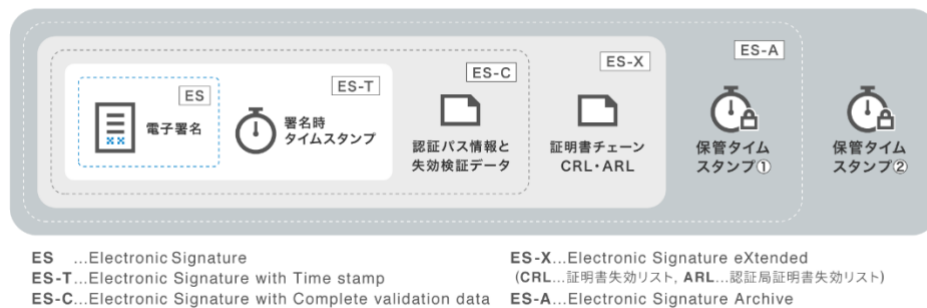 ES
電子署名
ES-T
署名時
タイムスタンプ
ES-C
認証パス情報と
失効検証データ
ES-X
証明書チェーン
CRL・ARL
ES-A
保管タイム
スタンプ①
保管タイム
スタンプ②
ES …Electronic Signature
ES-T…Electronic Signature with Time stamp
ES-C…Electronic Signature with Complete validation data
ES-X…Electronic Signature eXtended
(CRL…証明書失効リスト, ARL…認証局証明書失効リスト)
ES-A…Electronic Signature Archive